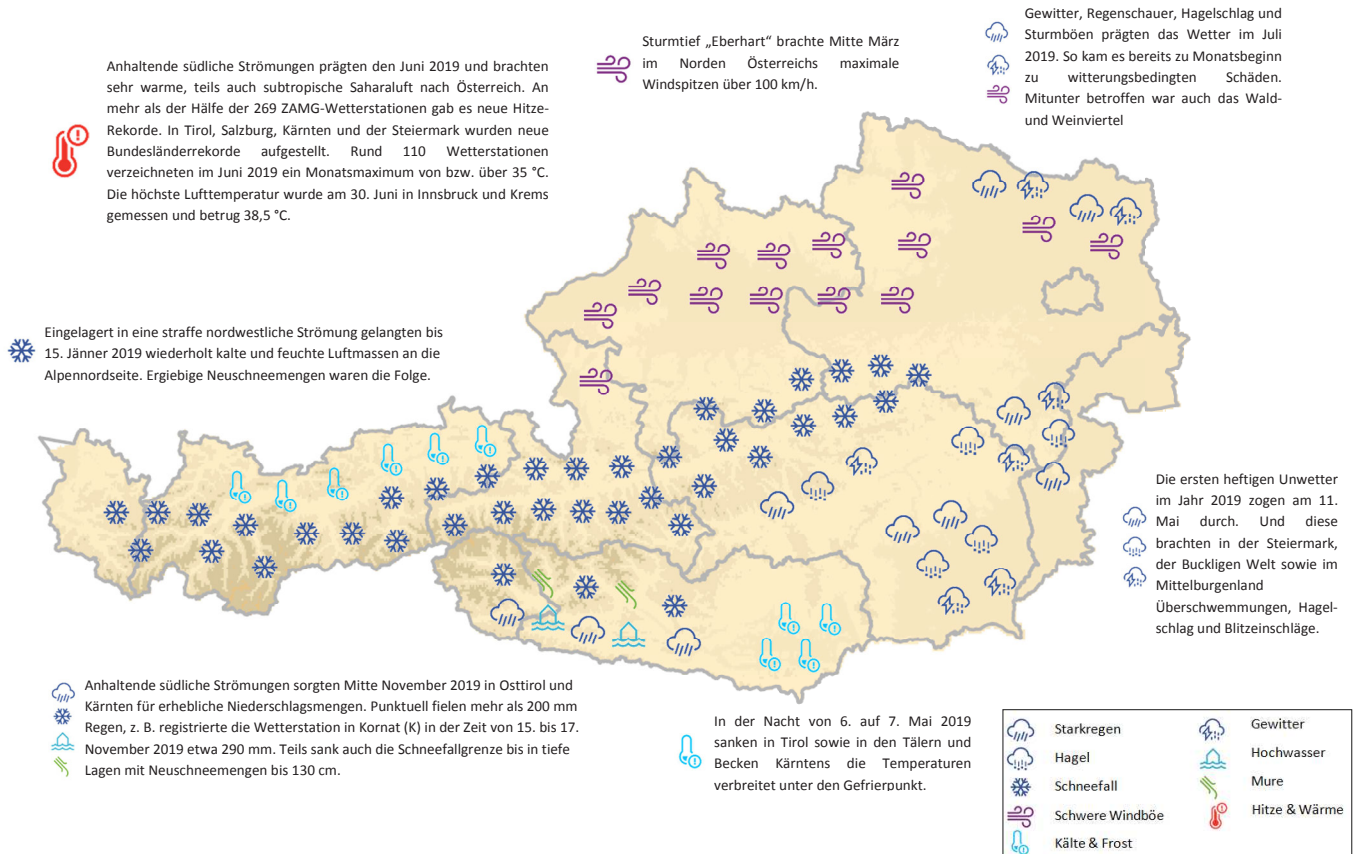 Anhaltende südliche Strömungen prägten den Juni 2019 und brachten
sehr warme, teils auch subtropische Saharaluft nach Österreich. An
mehr als der Hälfte der 269 ZAMG-Wetterstationen gab es neue Hitze-
Rekorde. In Tirol, Salzburg, Kärnten und der Steiermark wurden neue
Bundesländerrekorde aufgestellt. Rund 110 Wetterstationen
verzeichneten im Juni 2019 ein Monatsmaximum von bzw. über 35 °C.
Die höchste Lufttemperatur wurde am 30. Juni in Innsbruck und Krems
gemessen und betrug 38,5 °C.
Sturmtief „Eberhart“ brachte Mitte März
im Norden Österreichs maximale
Windspitzen über 100 km/h.
Gewitter, Regenschauer, Hagelschlag und
Sturmböen prägten das Wetter im Juli
2019. So kam es bereits zu Monatsbeginn
zu witterungsbedingten Schäden.
Mitunter betroffen war auch das Wald-
und Weinviertel
Eingelagert in eine straffe nordwestliche Strömung gelangten bis
15. Jänner 2019 wiederholt kalte und feuchte Luftmassen an die
Alpennordseite. Ergiebige Neuschneemengen waren die Folge.
Die ersten heftigen Unwetter
im Jahr 2019 zogen am 11.
Mai durch. Und diese
brachten in der Steiermark,
der Buckligen Welt sowie im
Mittelburgenland
Überschwemmungen, Hagel-
schlag und Blitzeinschläge.
Anhaltende südliche Strömungen sorgten Mitte November 2019 in Osttirol und
Kärnten für erhebliche Niederschlagsmengen. Punktuell fielen mehr als 200 mm
Regen, z. B. registrierte die Wetterstation in Kornat (K) in der Zeit von 15. bis 17.
November 2019 etwa 290 mm. Teils sank auch die Schneefallgrenze bis in tiefe
Lagen mit Neuschneemengen bis 130 cm.
In der Nacht von 6. auf 7. Mai 2019
sanken in Tirol sowie in den Tälern und
Becken Kärntens die Temperaturen
verbreitet unter den Gefrierpunkt.
Starkregen
Hagel
Schneefall
Schwere Windböe
Kälte & Frost
Gewitter
Hochwasser
Mure
Hitze & Wärme